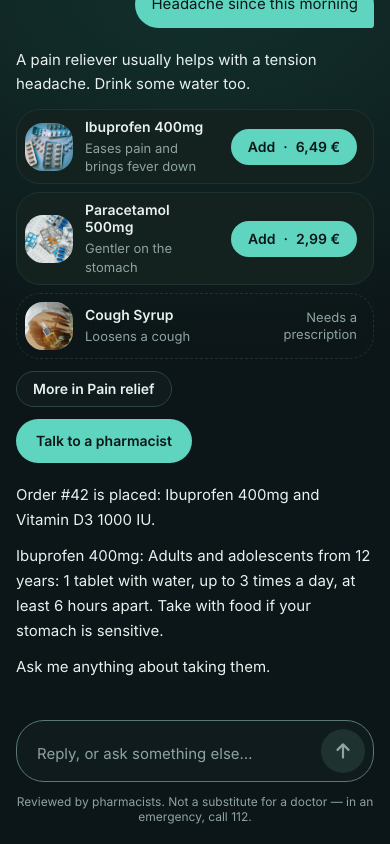 Headache since this morning
A pain reliever usually helps with a tension
headache. Drink some water too.
Ibuprofen 400mg
Eases pain and
brings fever down
Add · 6,49 €
Paracetamol
500mg
Gentler on the
stomach
Add · 2,99 €
Cough Syrup
Loosens a cough
Needs a
prescription
More in Pain relief
Talk to a pharmacist
Order #42 is placed: Ibuprofen 400mg and
Vitamin D3 1000 IU.
Ibuprofen 400mg: Adults and adolescents from 12
years: 1 tablet with water, up to 3 times a day, at
least 6 hours apart. Take with food if your
stomach is sensitive.
Ask me anything about taking them.
Reply, or ask something else...
Reviewed by pharmacists. Not a substitute for a doctor — in an
emergency, call 112.